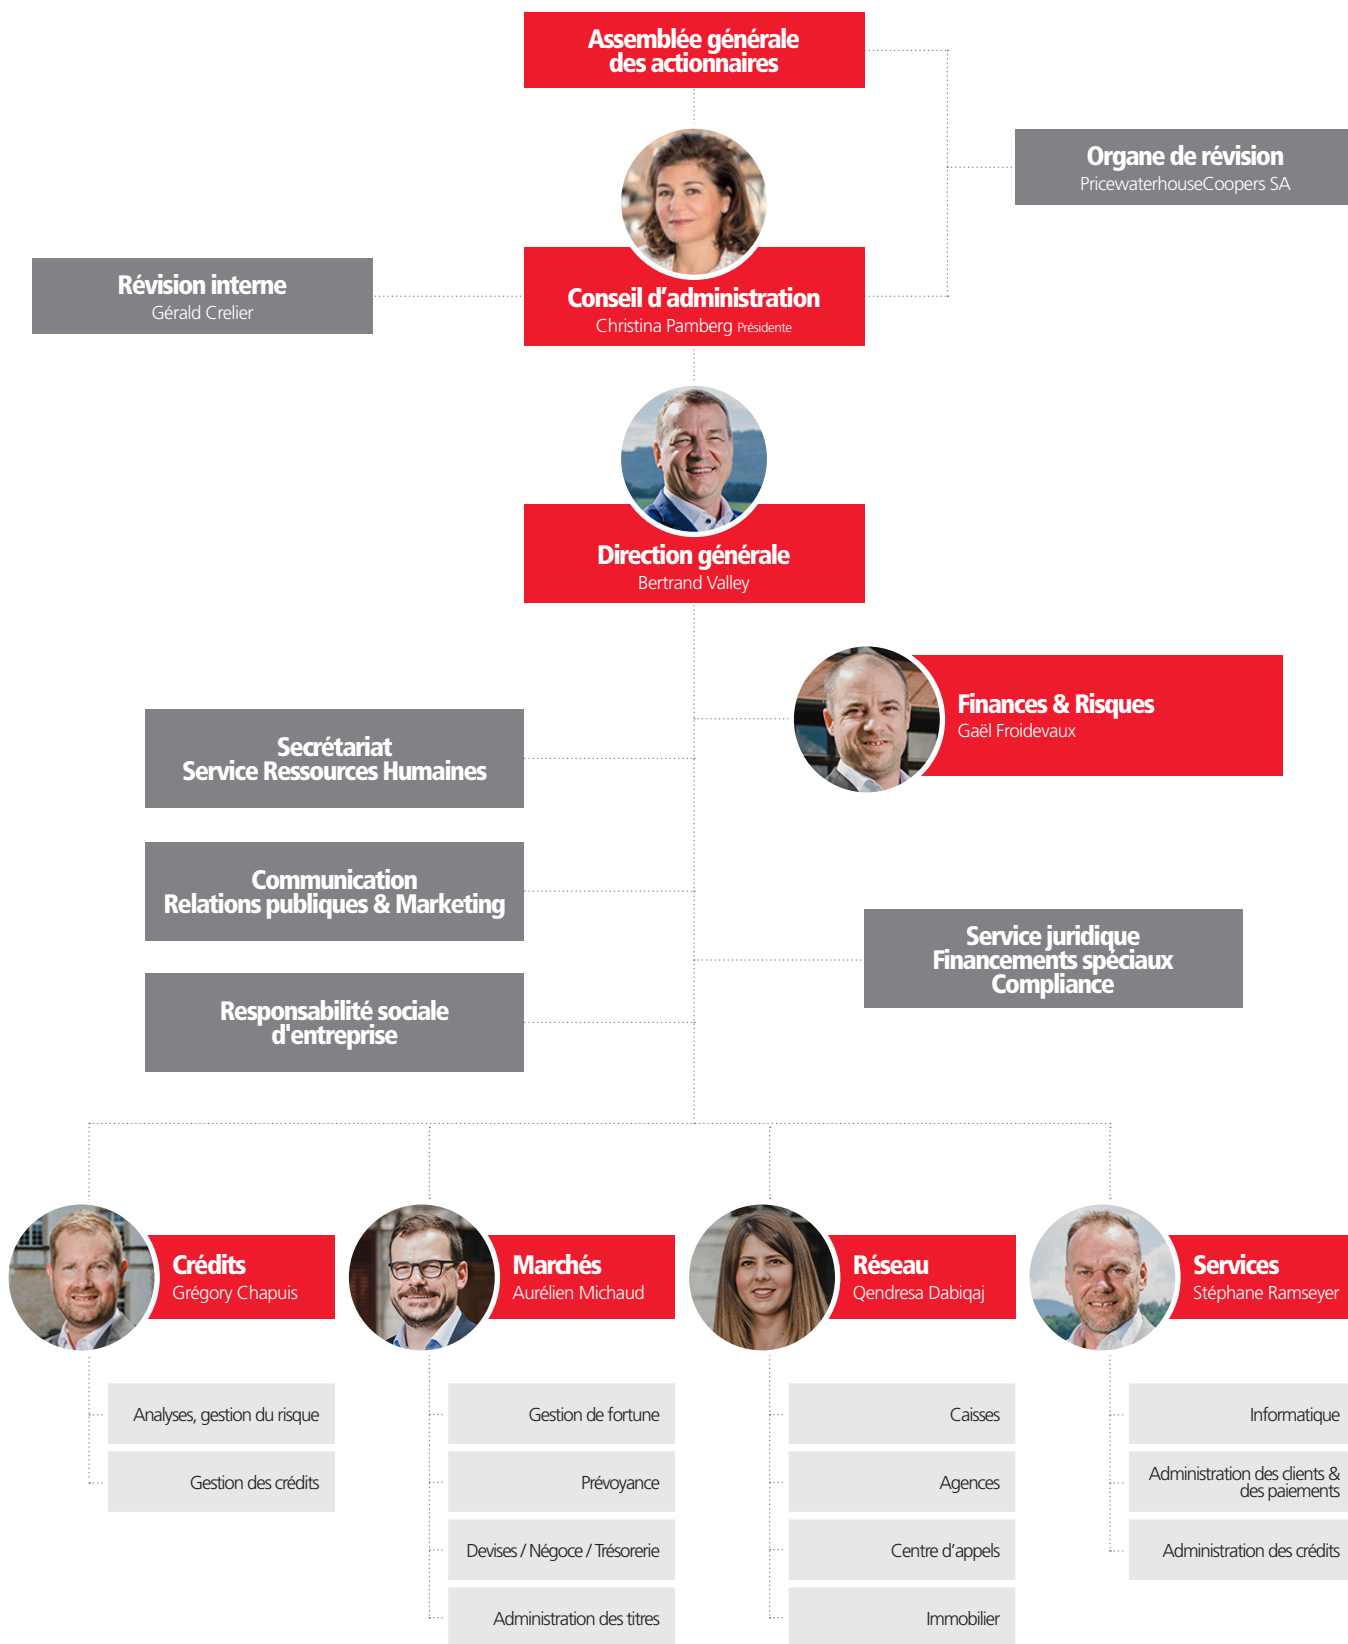 Assemblée générale
des actionnaires
Organe de révision
PricewaterhouseCoopers SA
Révision interne
Gérald Crelier
Conseil d’administration
Christina Pamberg Présidente
Direction générale
Bertrand Valley
Finances & Risques
Gaël Froidevaux
Secrétariat
Service Ressources Humaines
Communication
Relations publiques & Marketing
Service juridique
Financements spéciaux
Compliance
Responsabilité sociale
d'entreprise
Crédits
Grégory Chapuis
Analyses, gestion du risque
Gestion des crédits
Marchés
Aurélien Michaud
Gestion de fortune
Prévoyance
Devises / Négoce / Trésorerie
Administration des titres
Réseau
Qendresa Dabiqaj
Caisses
Agences
Centre d’appels
Immobilier
Services
Stéphane Ramseyer
Informatique
Administration des clients &
des paiements
Administration des crédits